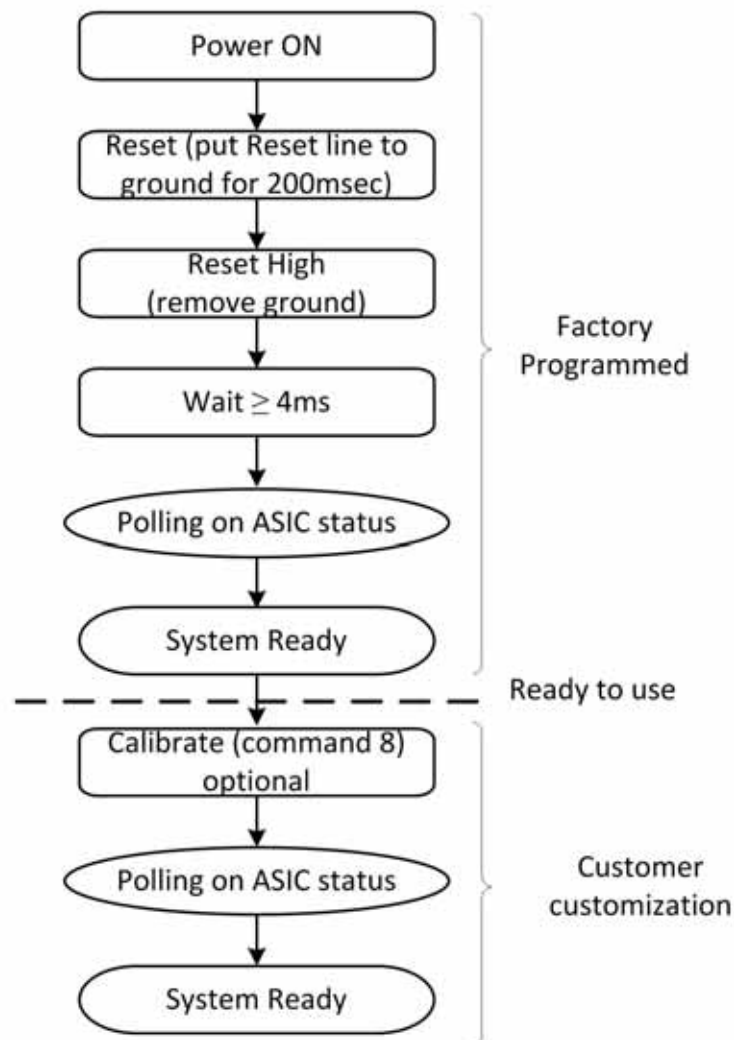 Power ON
Reset (put Reset line to
ground for 200msec)
Reset High
(remove ground)
Wait ≥ 4ms
Polling on ASIC status
System Ready
Factory
Programmed
Ready to use
Calibrate (command 8)
optional
Polling on ASIC status
System Ready
Customer
customization